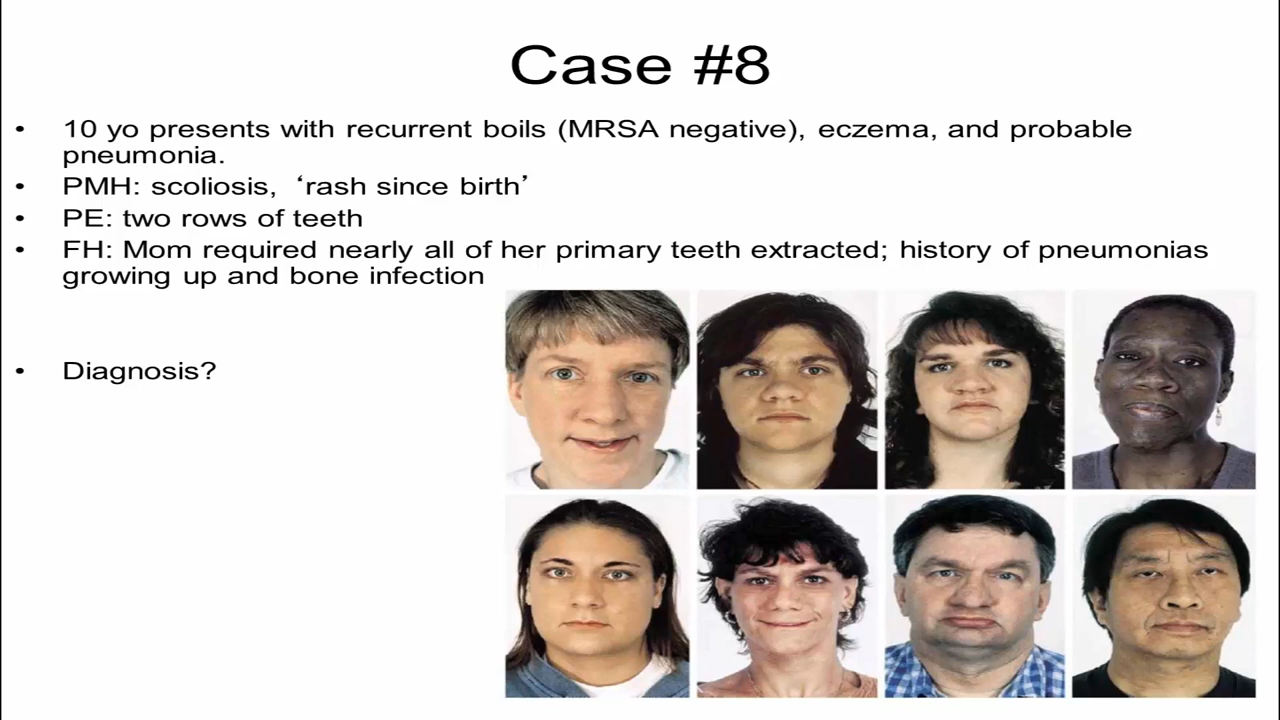 Case #8
• 10 yo presents with recurrent boils (MRSA negative), eczema, and probable
pneumonia.
• PMH: scoliosis, ‘rash since birth’
• PE: two rows of teeth
• FH: Mom required nearly all of her primary teeth extracted; history of pneumonias
growing up and bone infection
• Diagnosis?